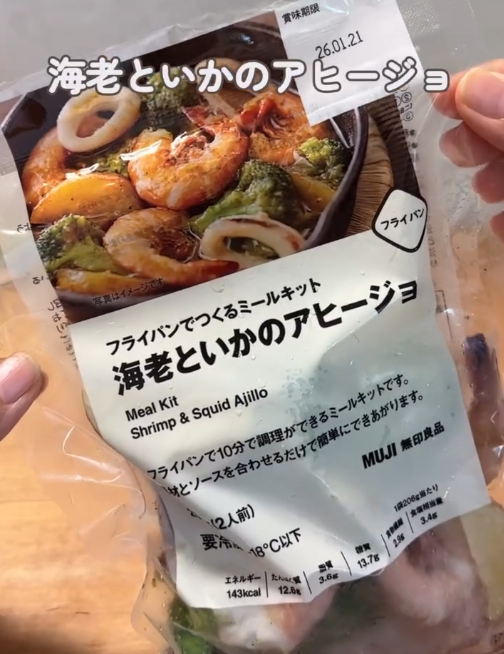 賞味期限
26.01.21
海老といかのアヒージョ
フライパン
写真はイメージです
フライパンでつくるミールキット
海老といかのアヒージョ
Meal Kit
Shrimp & Squid Ajillo
フライパンで10分で調理ができるミールキットです。
とソースを合わせるだけで簡単にできあがります。
MUJI 無印良品
(2人前)
18℃以下
1袋206g当たり
エネルギー 143kcal
たんぱく質 12.6g
脂質 3.6g
糖質 13.7g
食物繊維 2.9g
食塩相当量 3.4g